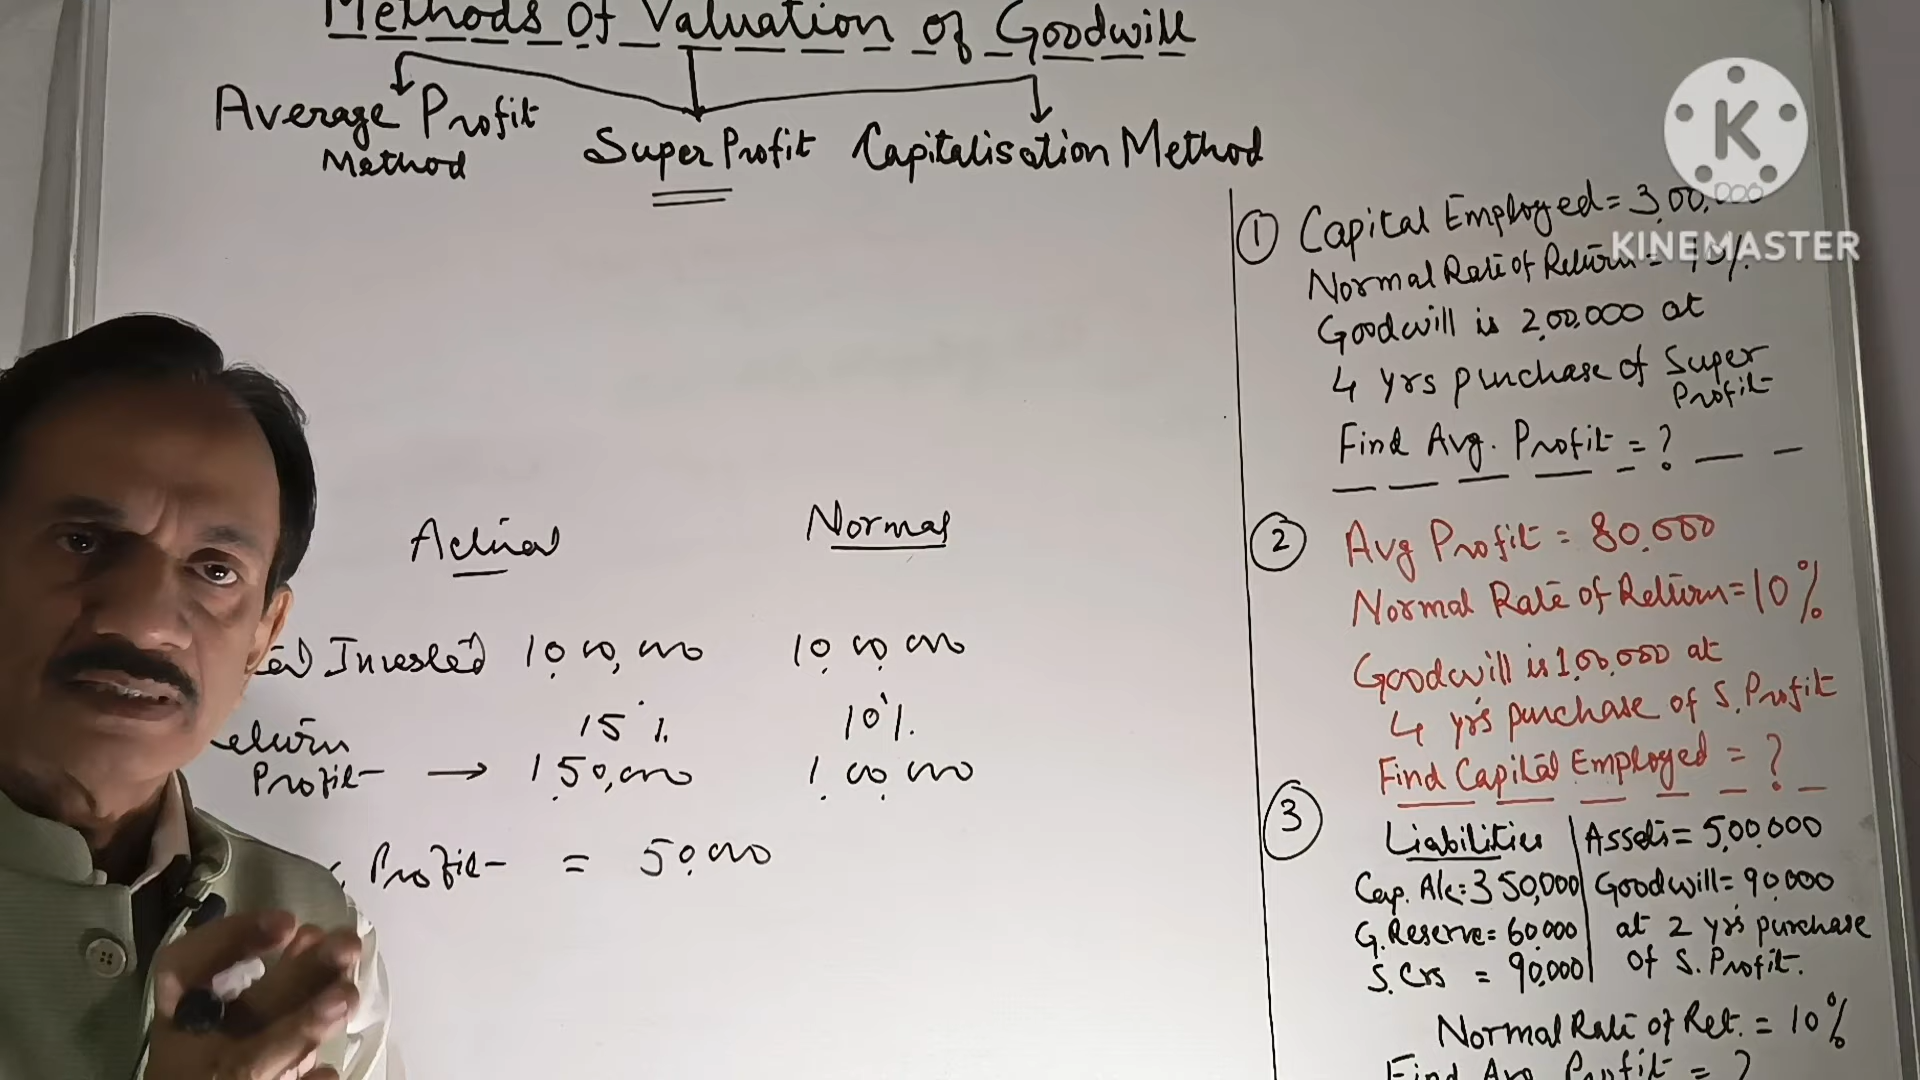 Methods Of Valuation of Goodwill
Average Profit
Method
Super Profit
Capitalisation Method
Actual Normal
Invested 10,00,000 10,00,000
15% 10%
Profit → 1,50,000 1,00,000
Profit = 50,000
K
KINEMASTER
① Capital Employed = 3,00,000
Normal Rate of Return = 10%
Goodwill is 2,00,000 at
4 yrs purchase of Super
Profit
Find Avg. Profit = ?
② Avg Profit = 80,000
Normal Rate of Return = 10%
Goodwill is 1,00,000 at
4 yrs purchase of S. Profit
Find Capital Employed = ?
③ Liabilities Assets = 5,00,000
Cap. A/c = 3 50,000 Goodwill = 90,000
G. Reserve = 60,000 at 2 yrs purchase
S. Crs = 90,000 of S. Profit.
Normal Rate of Ret. = 10%
Find Avg Profit = ?